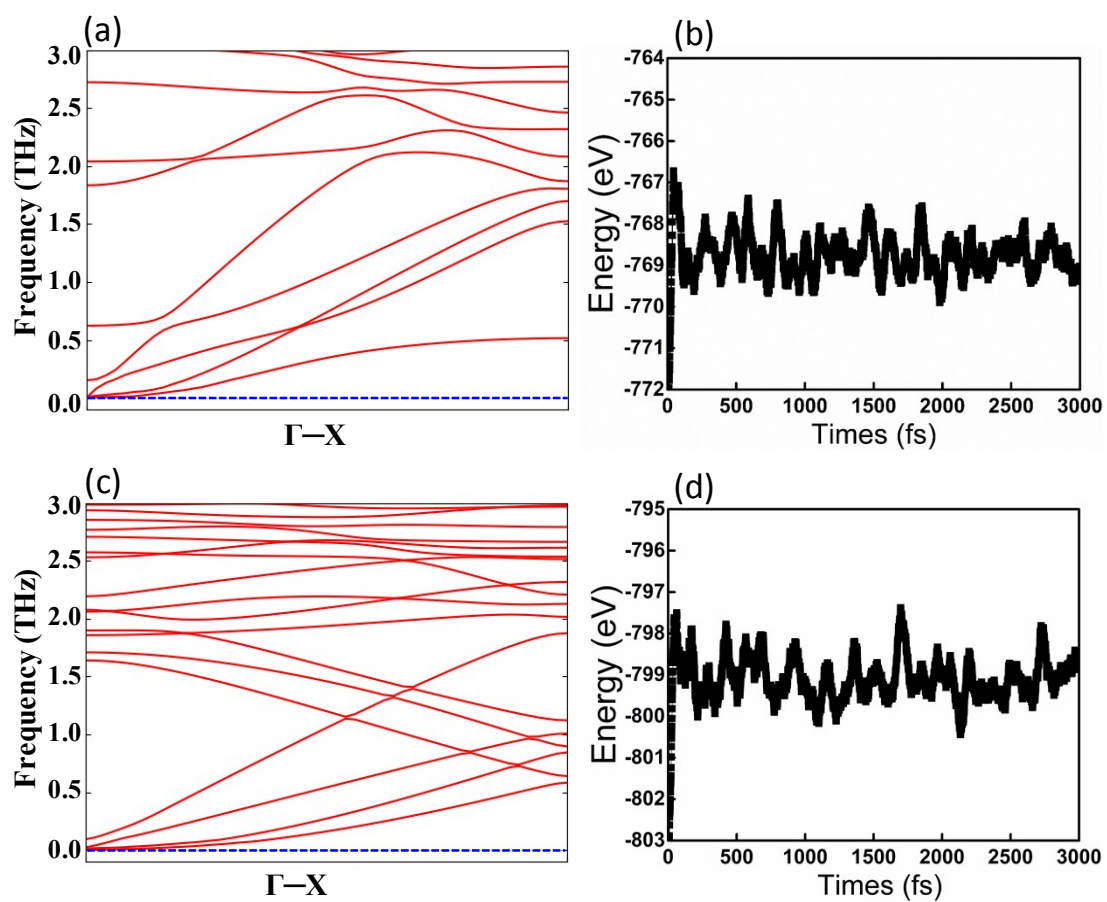 (a)
Frequency (THz)
3.0
2.5
2.0
1.5
1.0
0.5
0.0
Γ—X
(b)
Energy (eV)
-764
-765
-766
-767
-768
-769
-770
-771
-772
0 500 1000 1500 2000 2500 3000
Times (fs)
(c)
Frequency (THz)
3.0
2.5
2.0
1.5
1.0
0.5
0.0
Γ—X
(d)
Energy (eV)
-795
-796
-797
-798
-799
-800
-801
-802
-803
0 500 1000 1500 2000 2500 3000
Times (fs)